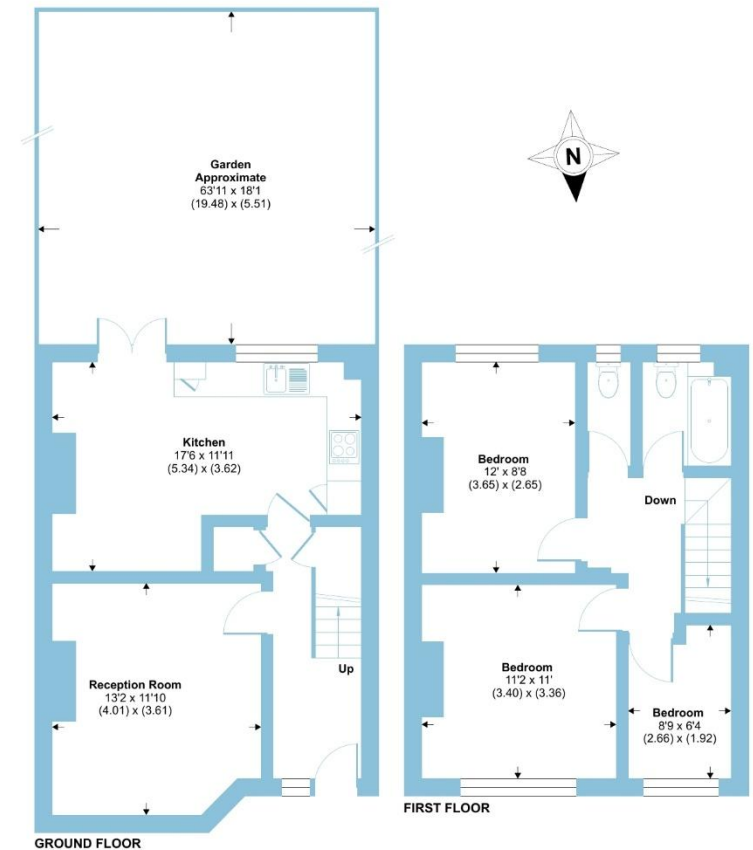 Garden
Approximate
63'11 x 18'1
(19.48) x (5.51)
N
Kitchen
17'6 x 11'11
(5.34) x (3.62)
Bedroom
12' x 8'8
(3.65) x (2.65)
Down
Reception Room
13'2 x 11'10
(4.01) x (3.61)
Up
Bedroom
11'2 x 11'
(3.40) x (3.36)
Bedroom
8'9 x 6'4
(2.66) x (1.92)
FIRST FLOOR
GROUND FLOOR